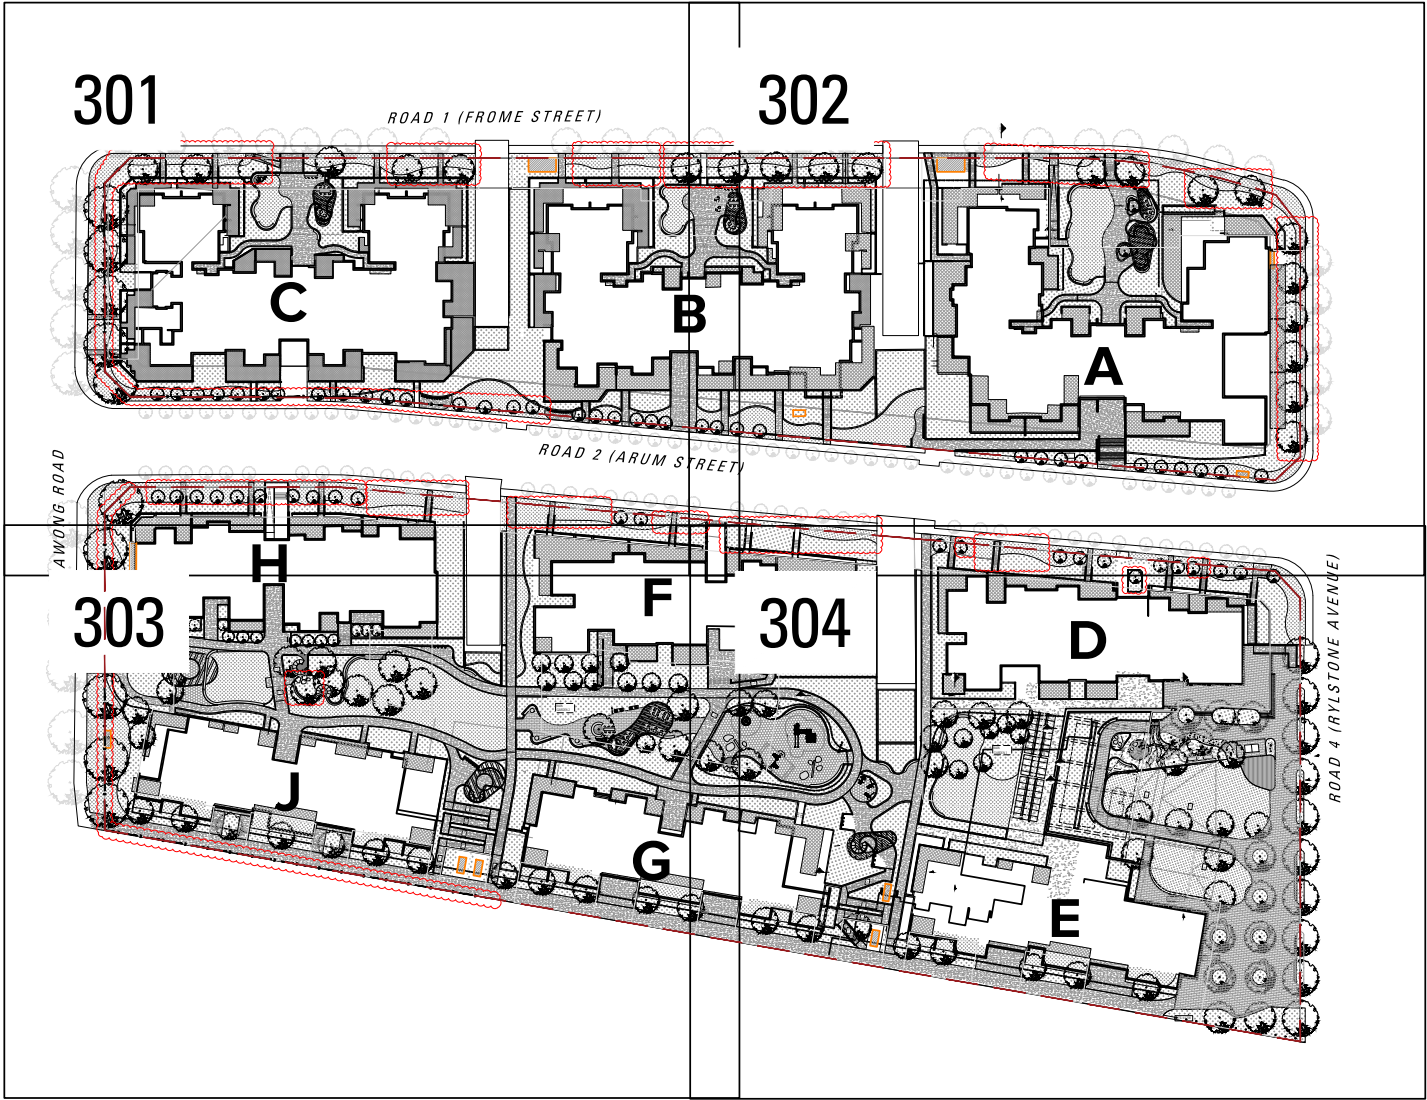 301
302
ROAD 1 (FROME STREET)
C
B
A
ROAD 2 (ARUM STREET)
AWONG ROAD
H
F
303
304
D
ROAD 4 (RYLSTONE AVENUE)
J
G
E